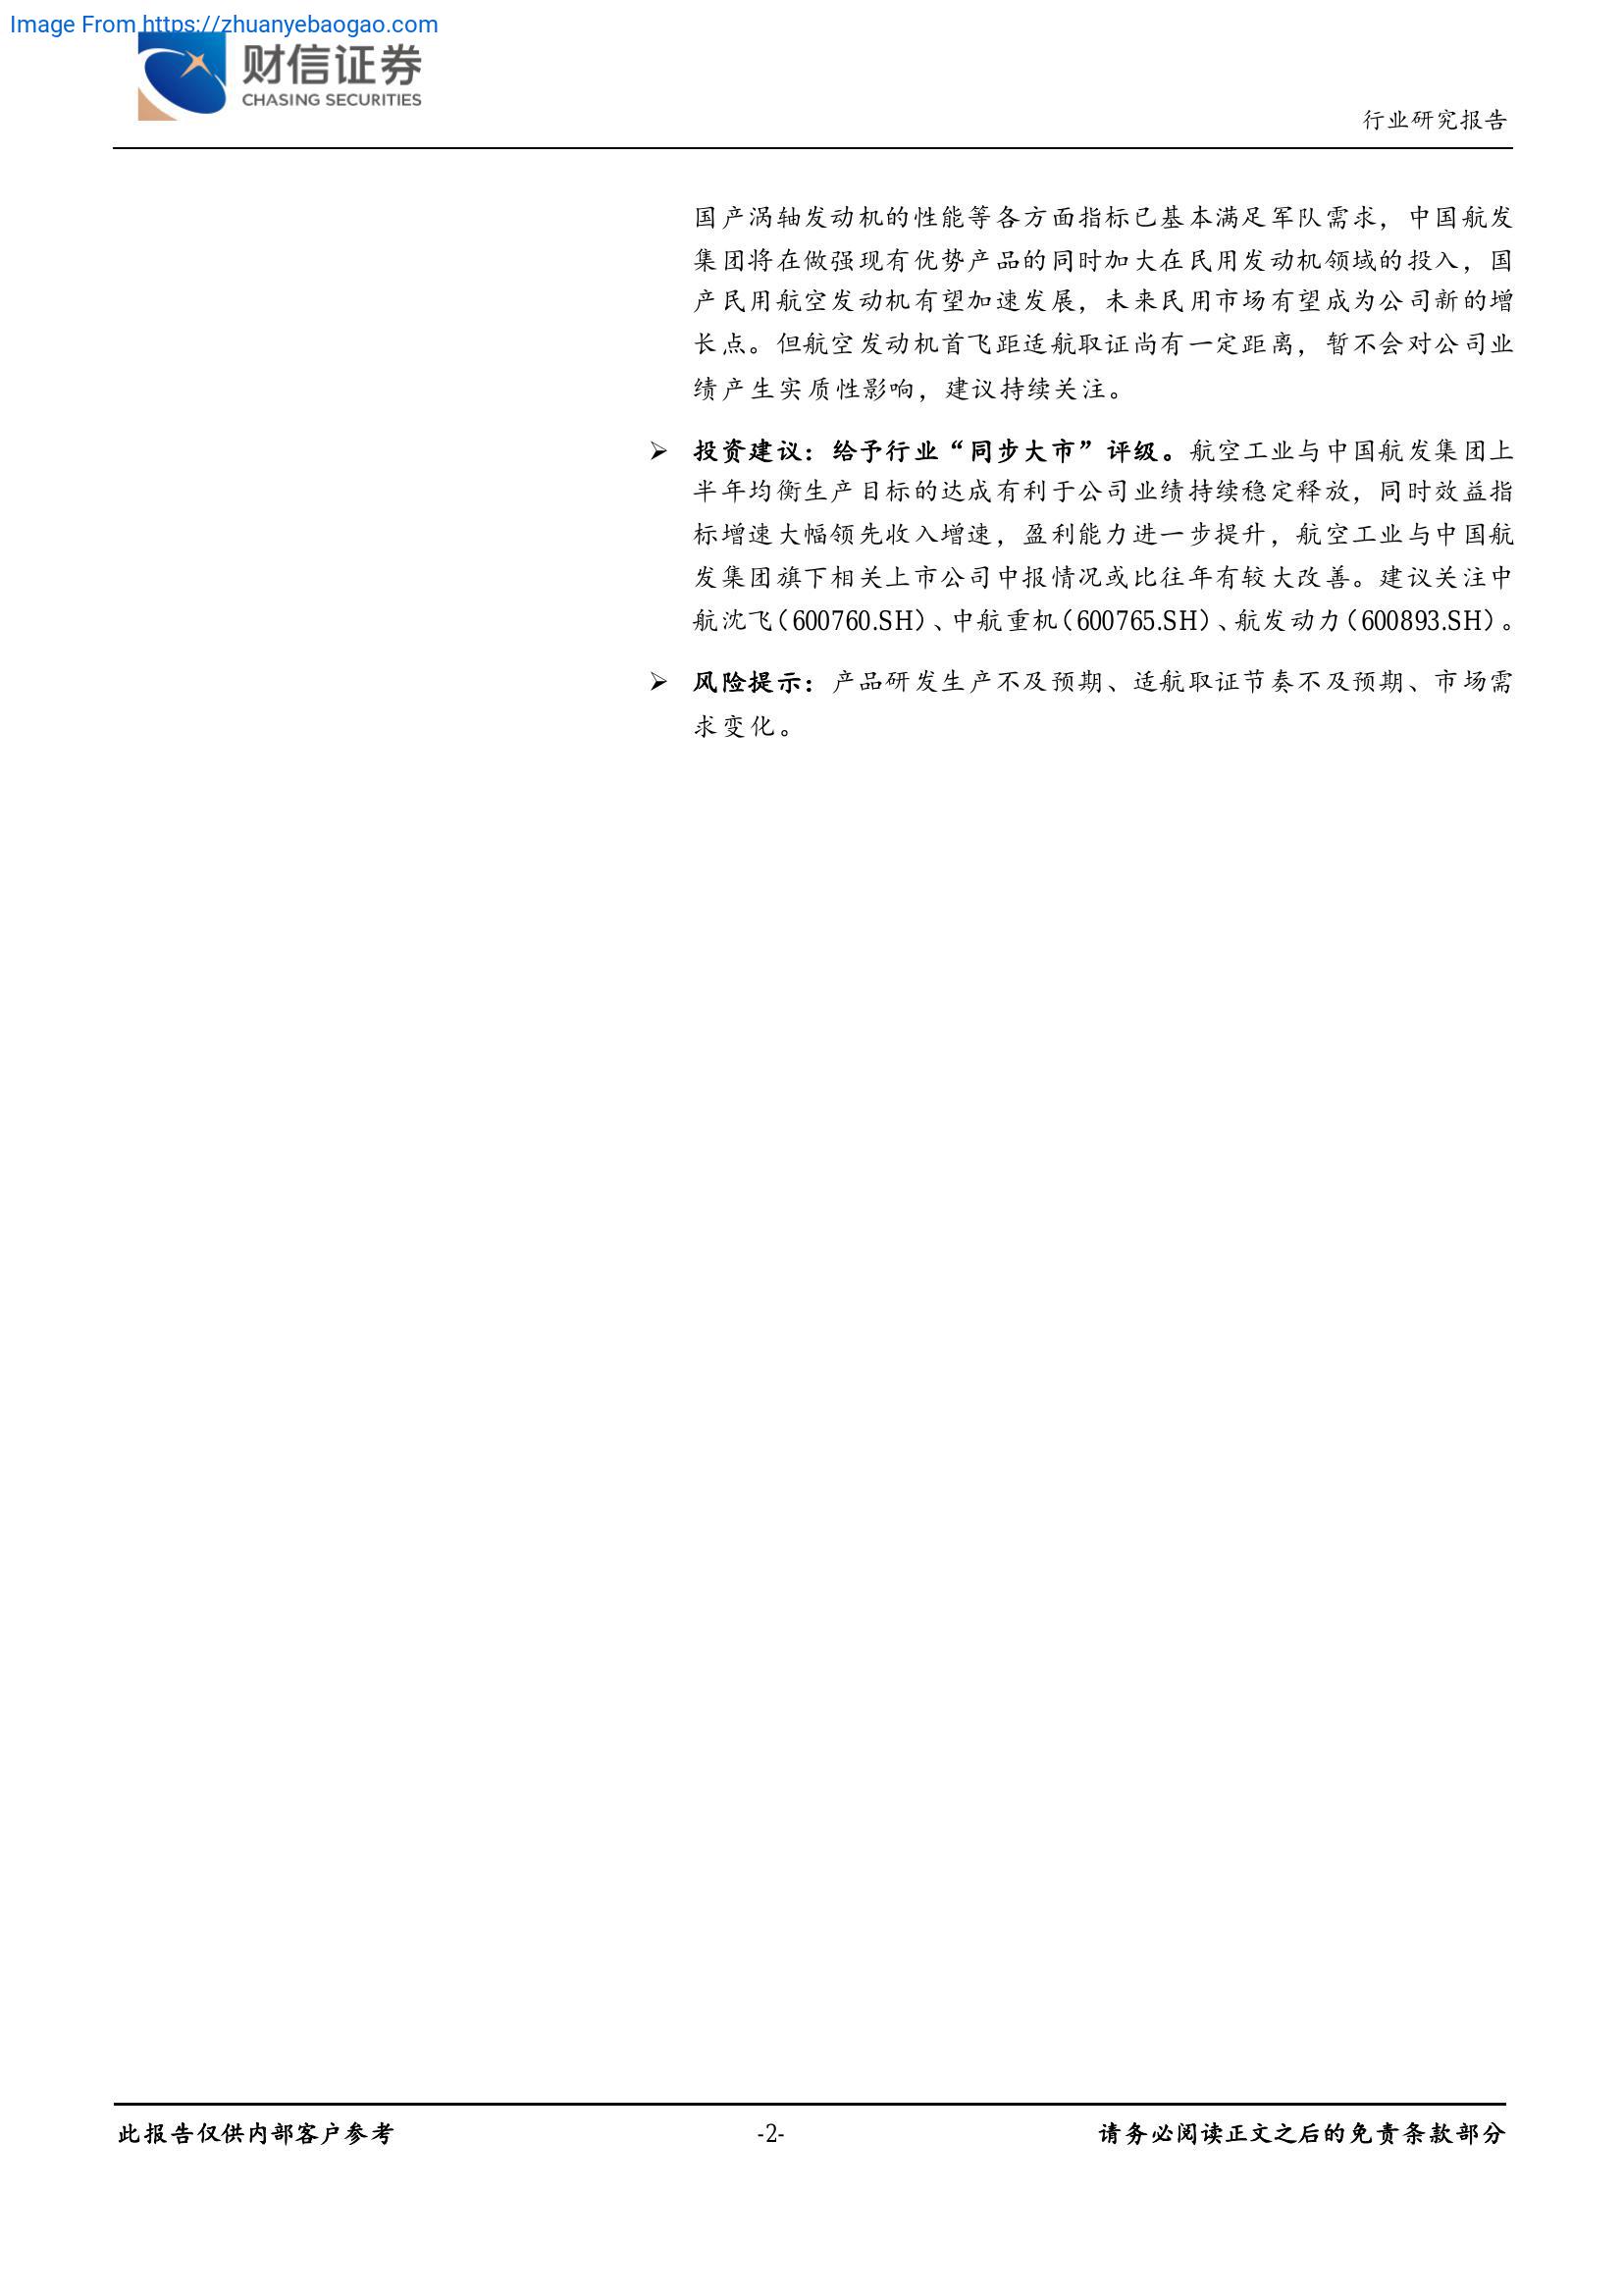 Image From https://zhuanyebaogao.com
财信证券
CHASING SECURITIES
行业研究报告
国产涡轴发动机的性能等各方面指标已基本满足军队需求，中国航发
集团将在做强现有优势产品的同时加大在民用发动机领域的投入，国
产民用航空发动机有望加速发展，未来民用市场有望成为公司新的增
长点。但航空发动机首飞距适航取证尚有一定距离，暂不会对公司业
绩产生实质性影响，建议持续关注。
➢ 投资建议：给予行业“同步大市”评级。航空工业与中国航发集团上
半年均衡生产目标的达成有利于公司业绩持续稳定释放，同时效益指
标增速大幅领先收入增速，盈利能力进一步提升，航空工业与中国航
发集团旗下相关上市公司中报情况或比往年有较大改善。建议关注中
航沈飞（600760.SH）、中航重机（600765.SH）、航发动力（600893.SH）。
➢ 风险提示：产品研发生产不及预期、适航取证节奏不及预期、市场需
求变化。
此报告仅供内部客户参考
-2-
请务必阅读正文之后的免责条款部分